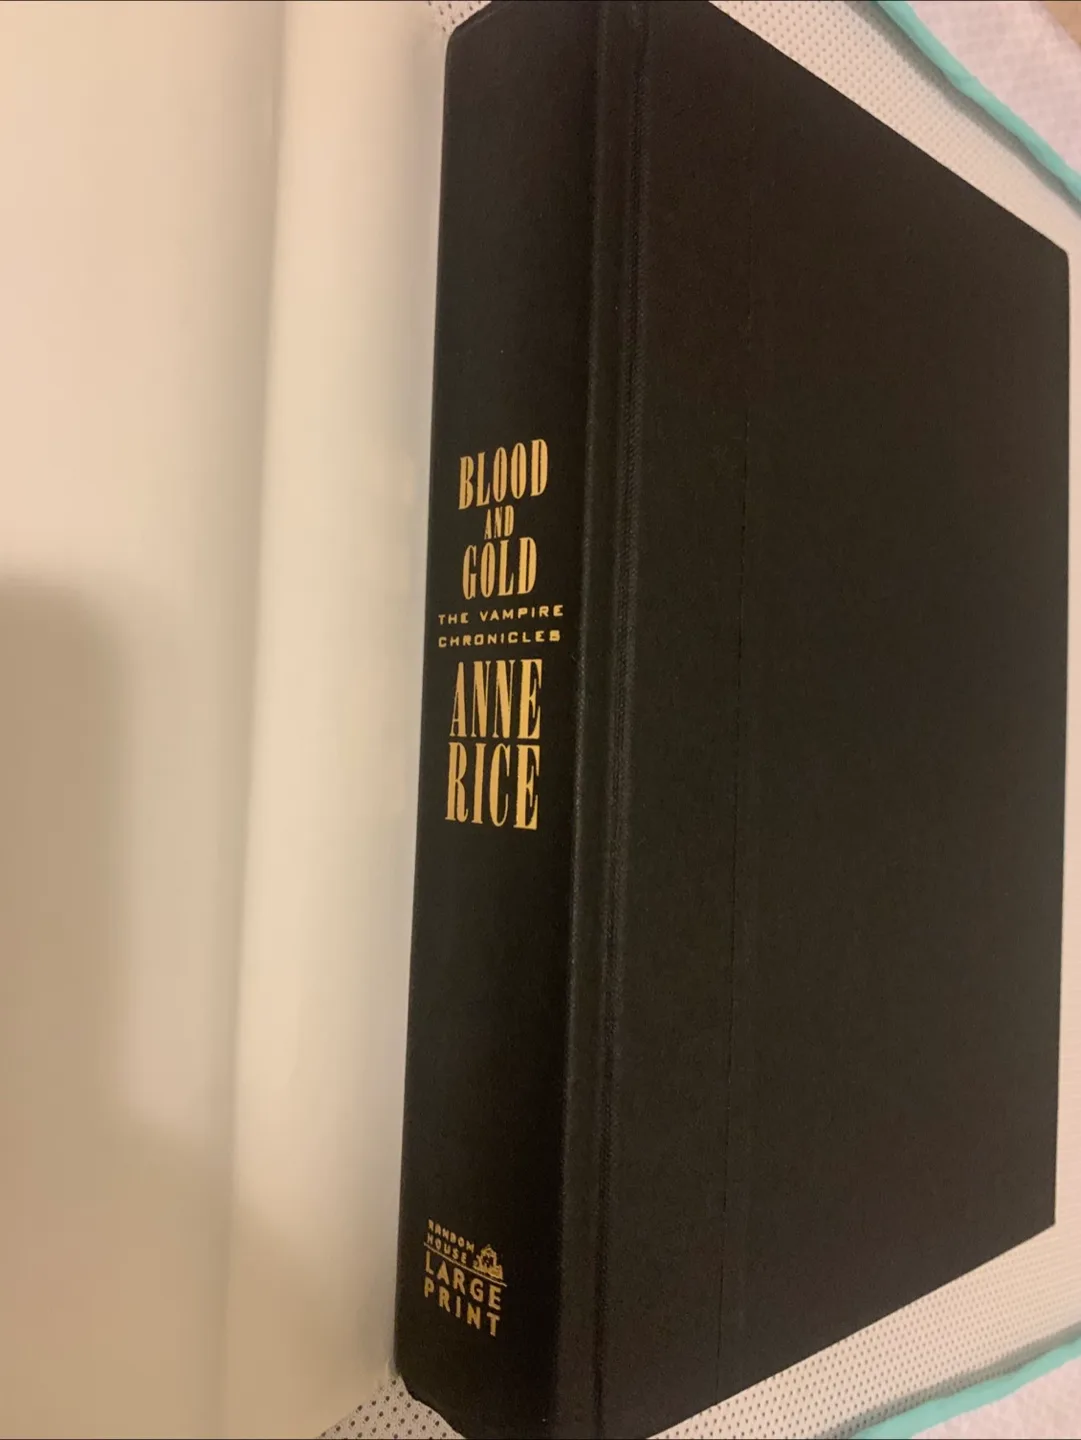 BLOOD
AND
GOLD
THE VAMPIRE
CHRONICLES
ANNE
RICE
RANDOM
HOUSE
LARGE
PRINT